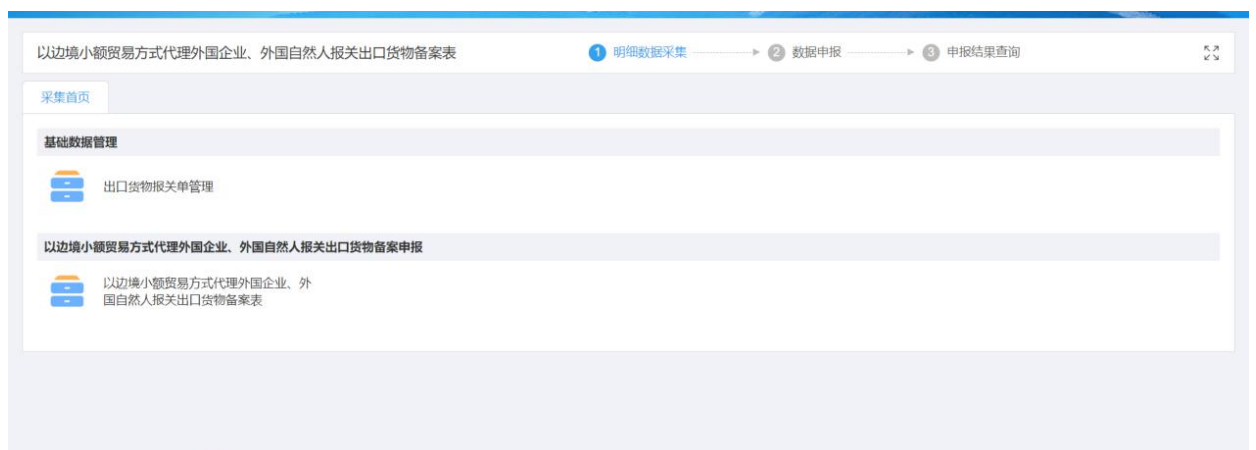 以边境小额贸易方式代理外国企业、外国自然人报关出口货物备案表
1 明细数据采集 2 数据申报 3 申报结果查询
采集首页
基础数据管理
出口货物报关单管理
以边境小额贸易方式代理外国企业、外国自然人报关出口货物备案申报
以边境小额贸易方式代理外国企业、外
国自然人报关出口货物备案表